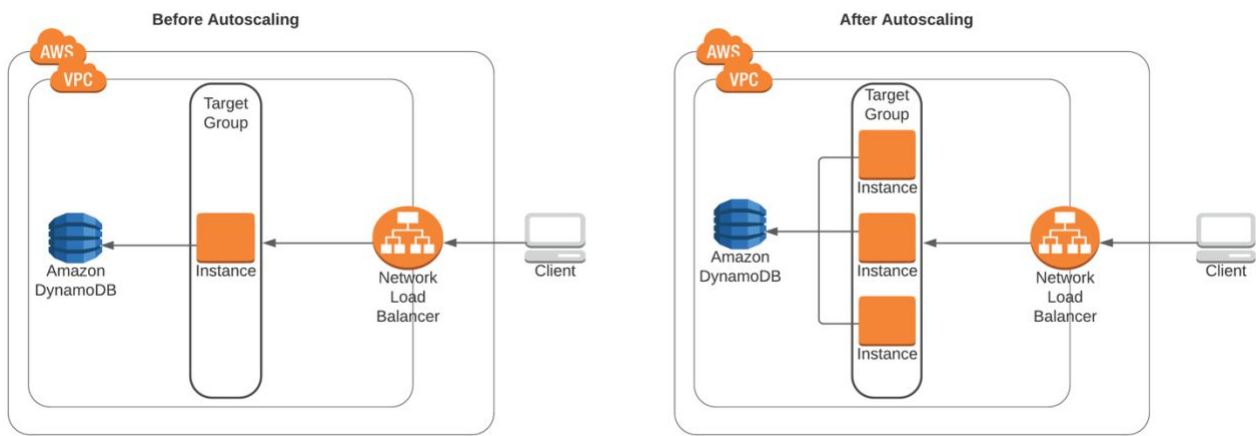 Before Autoscaling
AWS
VPC
Target
Group
Instance
Amazon
DynamoDB
Network
Load
Balancer
Client
After Autoscaling
AWS
VPC
Target
Group
Instance
Instance
Instance
Amazon
DynamoDB
Network
Load
Balancer
Client